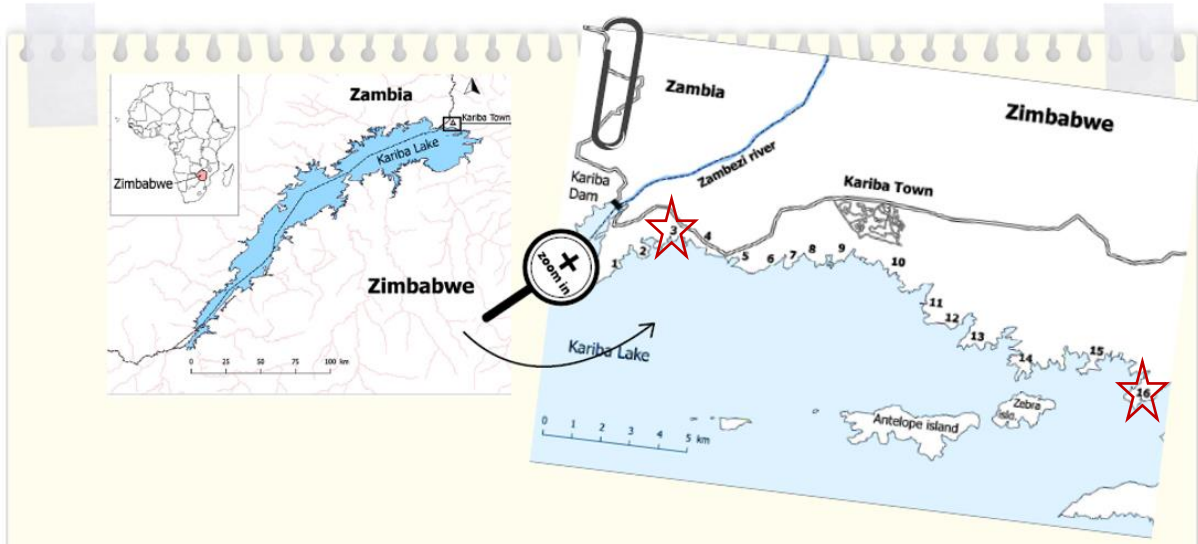 Zambia
Kariba Town
Kariba Lake
Zimbabwe
Zimbabwe
0 25 50 75 100 km
Zambia
Zimbabwe
Zambezi river
Kariba
Dam
Kariba Town
1 2 3 4 5 6 7 8 9 10 11 12 13 14 15 16
zoom in
Kariba Lake
Zebra
isle.
Antelope island
0 1 2 3 4 5 km